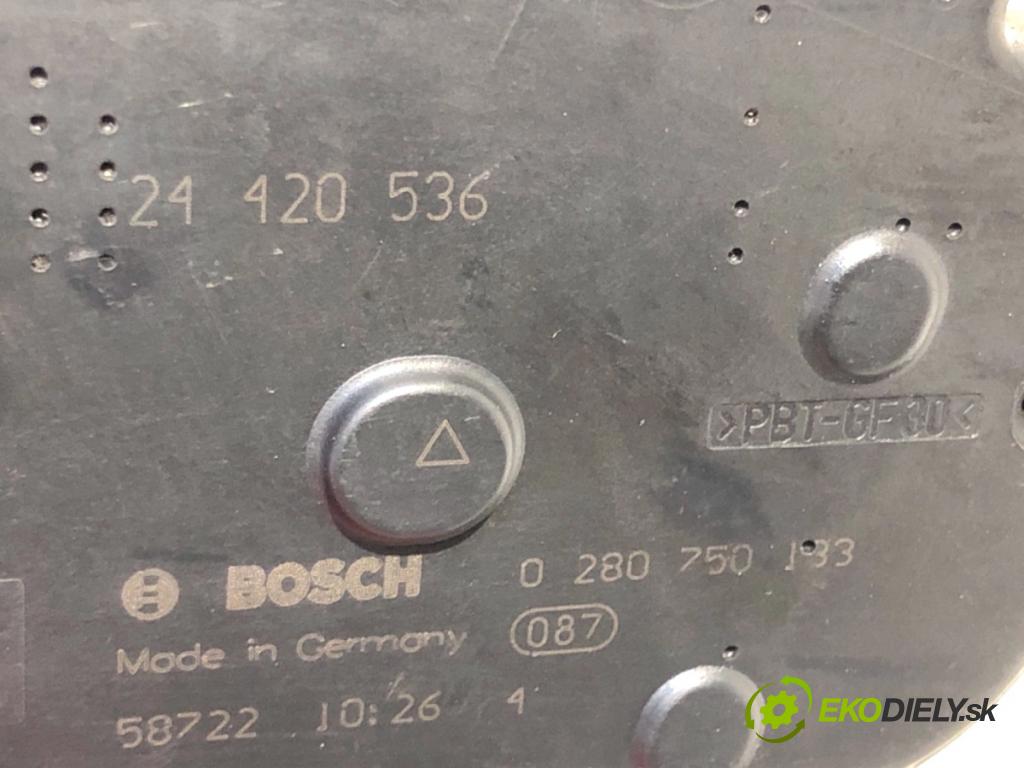 24 420 536
>PBT-GF30<
BOSCH 0 280 750 133
Made in Germany 087
58722 10:26 4
EKODIELY.sk